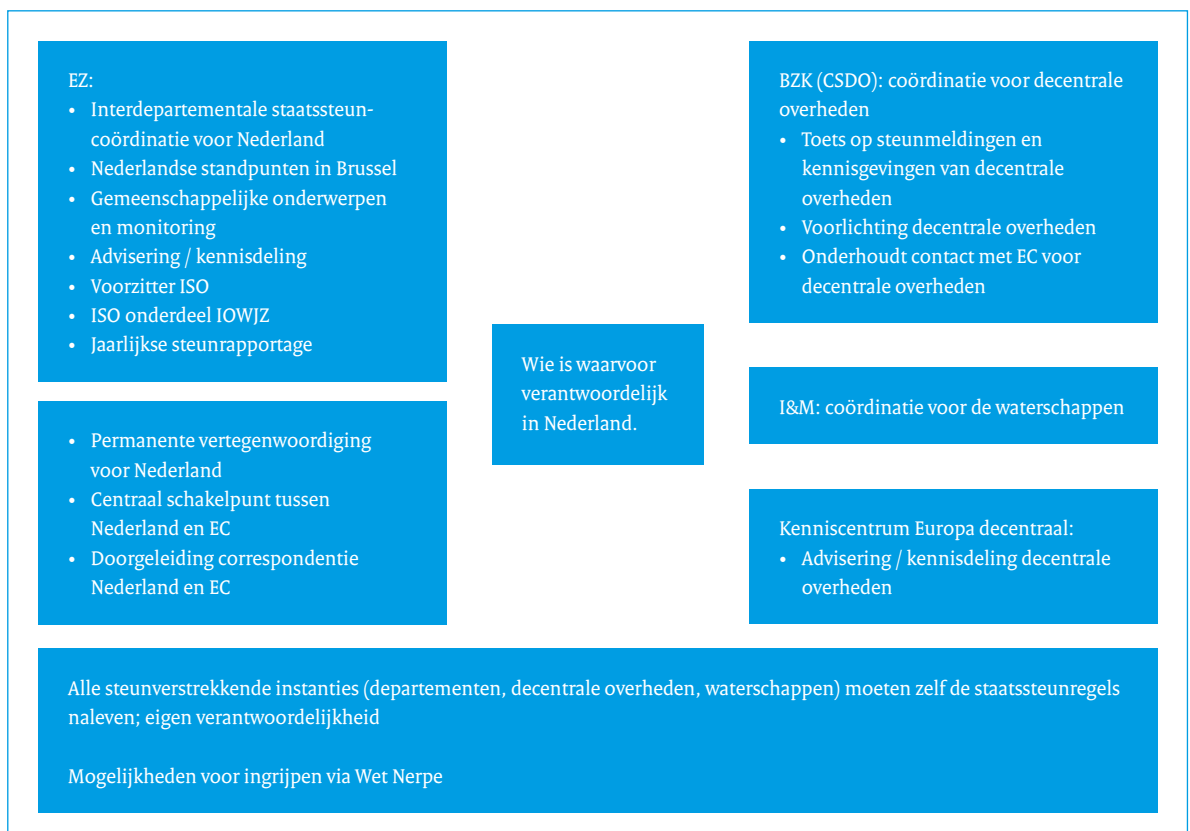 EZ:
• Interdepartementale staatssteun-
coördinatie voor Nederland
• Nederlandse standpunten in Brussel
• Gemeenschappelijke onderwerpen
en monitoring
• Advisering / kennisdeling
• Voorzitter ISO
• ISO onderdeel IOWJZ
• Jaarlijkse steunrapportage
• Permanente vertegenwoordiging
voor Nederland
• Centraal schakelpunt tussen
Nederland en EC
• Doorgeleiding correspondentie
Nederland en EC
Wie is waarvoor
verantwoordelijk
in Nederland.
BZK (CSDO): coördinatie voor decentrale
overheden
• Toets op steunmeldingen en
kennisgevingen van decentrale
overheden
• Voorlichting decentrale overheden
• Onderhoudt contact met EC voor
decentrale overheden
I&M: coördinatie voor de waterschappen
Kenniscentrum Europa decentraal:
• Advisering / kennisdeling decentrale
overheden
Alle steunverstrekkende instanties (departementen, decentrale overheden, waterschappen) moeten zelf de staatssteunregels
naleven; eigen verantwoordelijkheid
Mogelijkheden voor ingrijpen via Wet Nerpe